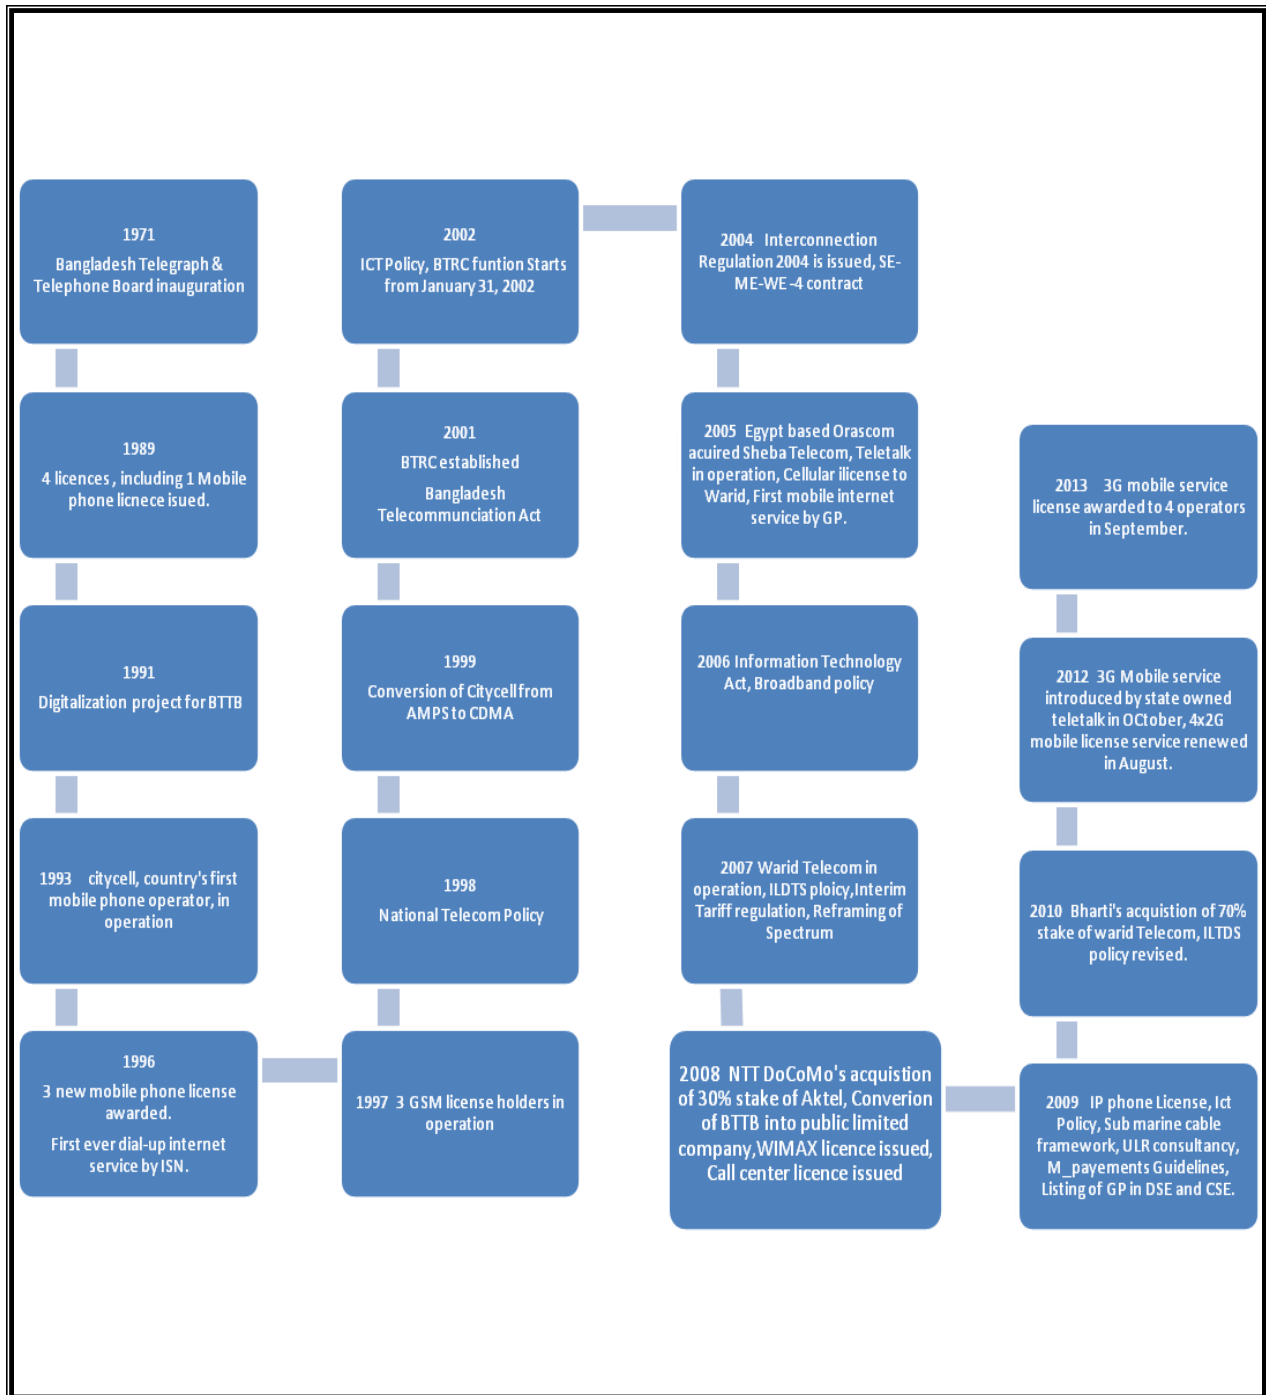 1971
Bangladesh Telegraph &
Telephone Board inauguration
1989
4 licences , including 1 Mobile
phone licnece isued.
1991
Digitalization project for BTTB
1993 citycell, country's first
mobile phone operator, in
operation
1996
3 new mobile phone license
awarded.
First ever dial-up internet
service by ISN.
1997 3 GSM license holders in
operation
1998
National Telecom Policy
1999
Conversion of Citycell from
AMPS to CDMA
2001
BTRC established
Bangladesh
Telecommunciation Act
2002
ICT Policy, BTRC funtion Starts
from January 31, 2002
2004 Interconnection
Regulation 2004 is issued, SE-
ME-WE -4 contract
2005 Egypt based Orascom
acuired Sheba Telecom, Teletalk
in operation, Cellular ilicense to
Warid, First mobile internet
service by GP.
2006 Information Technology
Act, Broadband policy
2007 Warid Telecom in
operation, ILDTS ploicy,Interim
Tariff regulation, Reframing of
Spectrum
2008 NTT DoCoMo's acquistion
of 30% stake of Aktel, Converion
of BTTB into public limited
company,WIMAX licence issued,
Call center licence issued
2009 IP phone License, Ict
Policy, Sub marine cable
framework, ULR consultancy,
M_payements Guidelines,
Listing of GP in DSE and CSE.
2010 Bharti's acquistion of 70%
stake of warid Telecom, ILTDS
policy revised.
2012 3G Mobile service
introduced by state owned
teletalk in OCtober, 4x2G
mobile license service renewed
in August.
2013 3G mobile service
license awarded to 4 operators
in September.